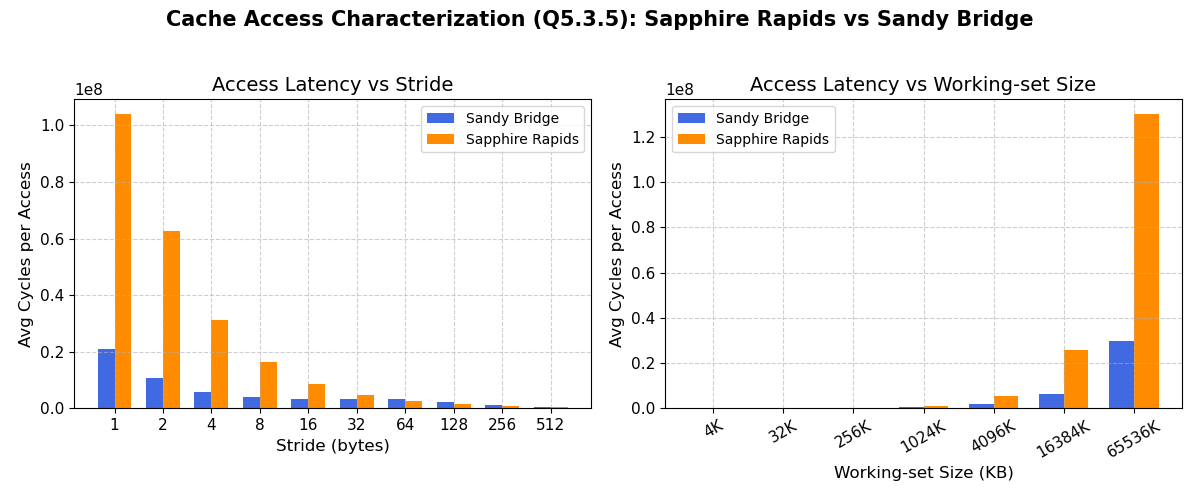 Cache Access Characterization (Q5.3.5): Sapphire Rapids vs Sandy Bridge
Access Latency vs Stride
1e8
Sandy Bridge
Sapphire Rapids
Avg Cycles per Access
1.0
0.8
0.6
0.4
0.2
0.0
1 2 4 8 16 32 64 128 256 512
Stride (bytes)
Access Latency vs Working-set Size
1e8
Sandy Bridge
Sapphire Rapids
Avg Cycles per Access
1.2
1.0
0.8
0.6
0.4
0.2
0.0
4K 32K 256K 1024K 4096K 16384K 65536K
Working-set Size (KB)